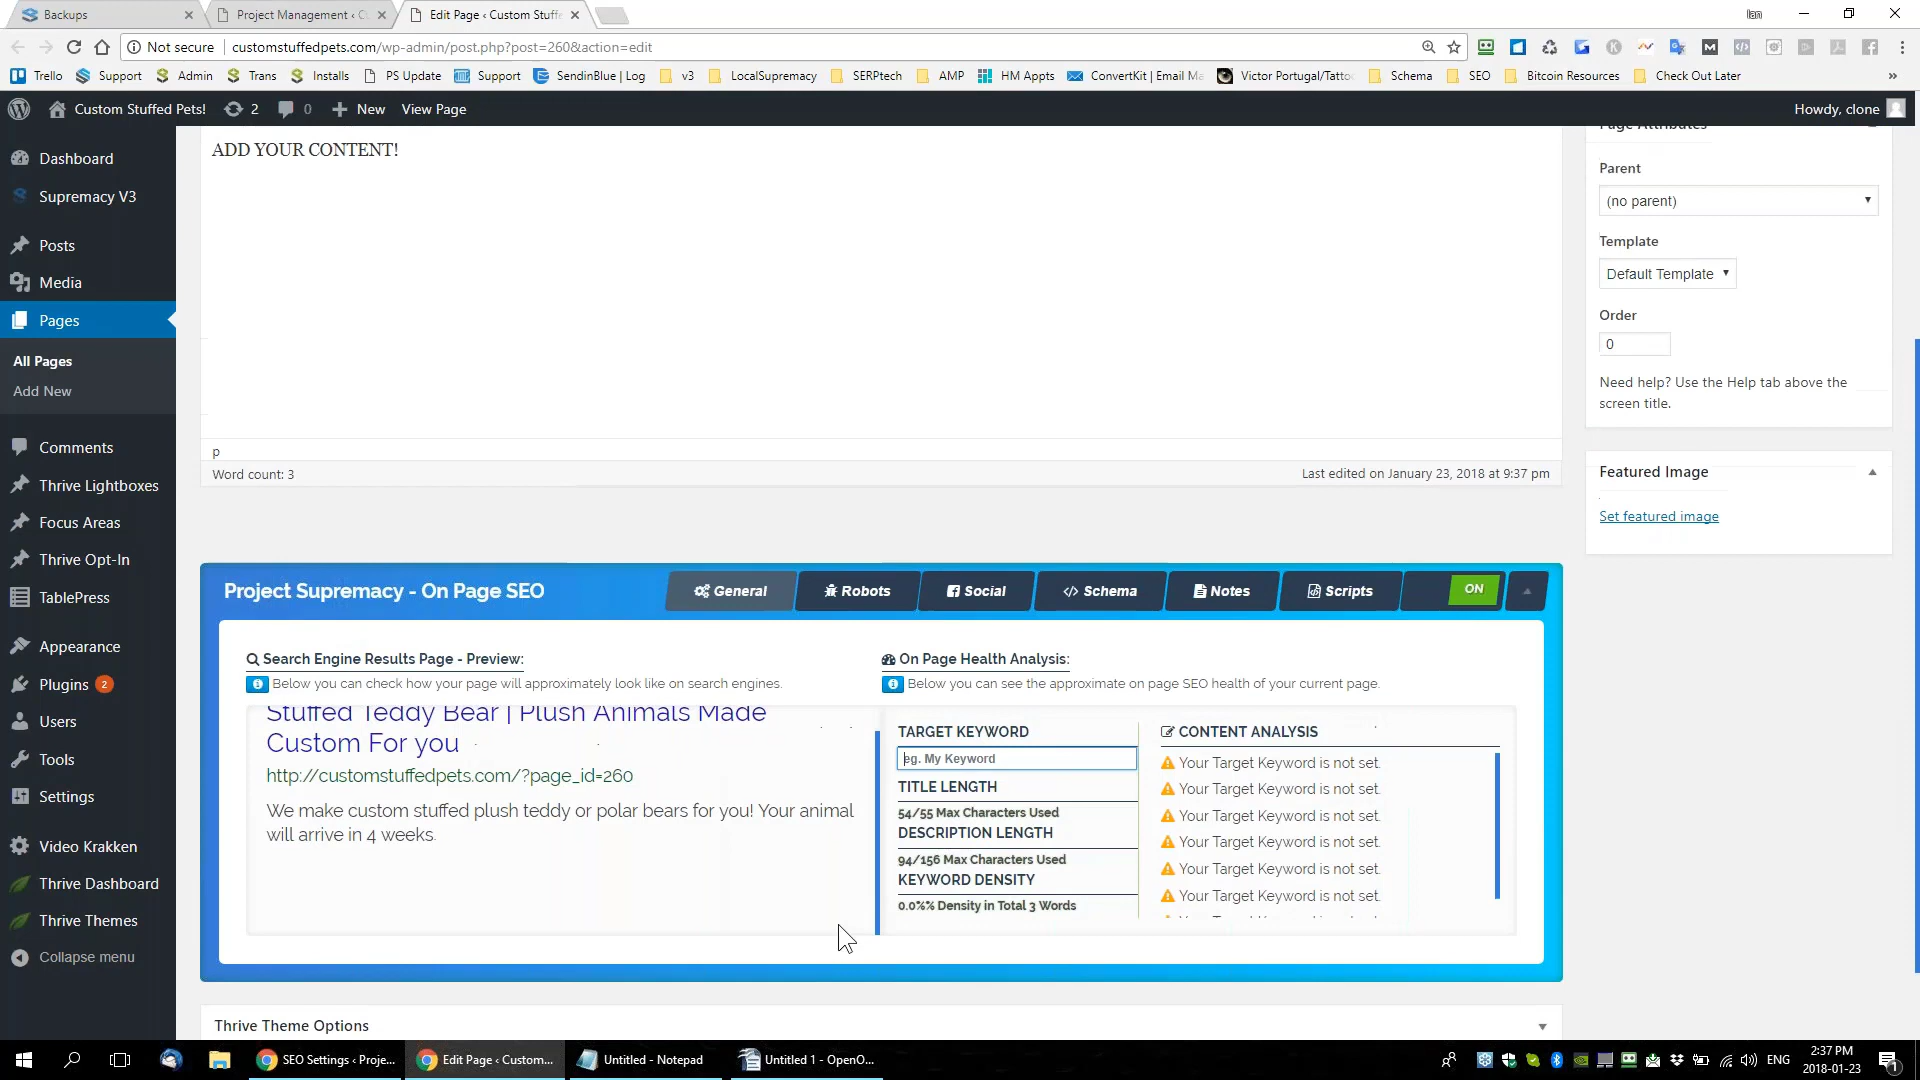 Backups
Project Management ‹ C
Edit Page ‹ Custom Stuffe
Ian
Not secure
customstuffedpets.com/wp-admin/post.php?post=260&action=edit
Trello
Support
Admin
Trans
Installs
PS Update
Support
SendinBlue | Log
v3
LocalSupremacy
SERPtech
AMP
HM Appts
ConvertKit | Email Ma
Victor Portugal/Tatto
Schema
SEO
Bitcoin Resources
Check Out Later
»
Custom Stuffed Pets!
2
0
New
View Page
Howdy, clone
Dashboard
Supremacy V3
Posts
Media
Pages
All Pages
Add New
Comments
Thrive Lightboxes
Focus Areas
Thrive Opt-In
TablePress
Appearance
Plugins 2
Users
Tools
Settings
Video Krakken
Thrive Dashboard
Thrive Themes
Collapse menu
ADD YOUR CONTENT!
p
Word count: 3
Last edited on January 23, 2018 at 9:37 pm
Page Attributes
Parent
(no parent)
Template
Default Template
Order
0
Need help? Use the Help tab above the
screen title.
Featured Image
Set featured image
Project Supremacy - On Page SEO
General
Robots
Social
Schema
Notes
Scripts
ON
Search Engine Results Page - Preview:
Below you can check how your page will approximately look like on search engines.
Stuffed Teddy Bear | Plush Animals Made
Custom For you
http://customstuffedpets.com/?page_id=260
We make custom stuffed plush teddy or polar bears for you! Your animal
will arrive in 4 weeks.
On Page Health Analysis:
Below you can see the approximate on page SEO health of your current page.
TARGET KEYWORD
eg. My Keyword
TITLE LENGTH
54/55 Max Characters Used
DESCRIPTION LENGTH
94/156 Max Characters Used
KEYWORD DENSITY
0.0%% Density in Total 3 Words
CONTENT ANALYSIS
Your Target Keyword is not set.
Your Target Keyword is not set.
Your Target Keyword is not set.
Your Target Keyword is not set.
Your Target Keyword is not set.
Your Target Keyword is not set.
Thrive Theme Options
SEO Settings ‹ Proje...
Edit Page ‹ Custom...
Untitled - Notepad
Untitled 1 - OpenO...
ENG
2:37 PM
2018-01-23
1